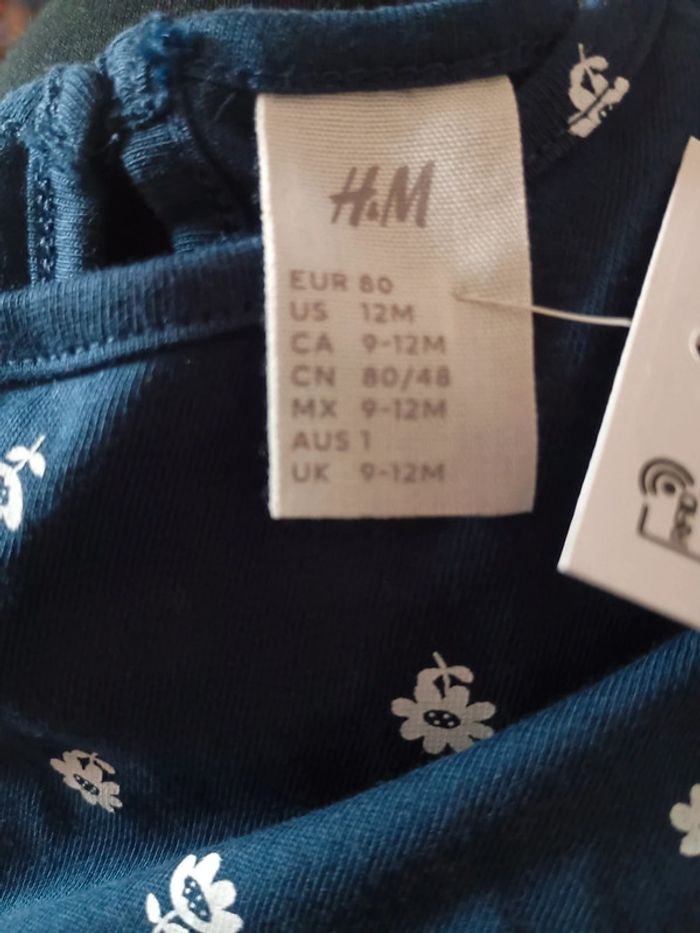 H&M
EUR 80
US 12M
CA 9-12M
CN 80/48
MX 9-12M
AUS 1
UK 9-12M